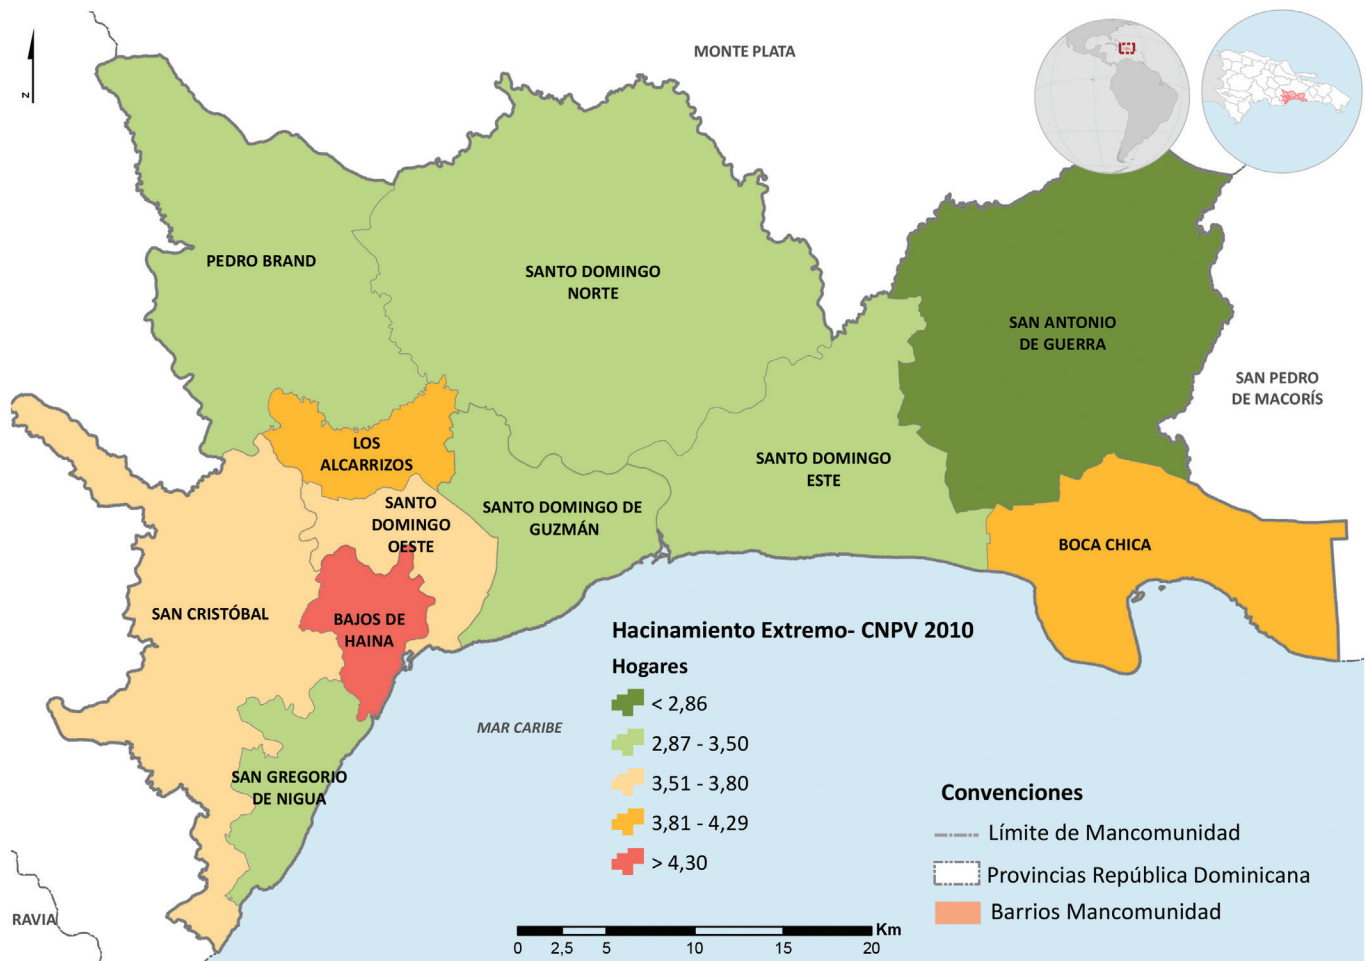 MONTE PLATA
N
PEDRO BRAND
SANTO DOMINGO
NORTE
SAN ANTONIO
DE GUERRA
SAN PEDRO
DE MACORÍS
LOS
ALCARRIZOS
SANTO DOMINGO
ESTE
SANTO
DOMINGO
OESTE
SANTO DOMINGO DE
GUZMÁN
BOCA CHICA
SAN CRISTÓBAL
BAJOS DE
HAINA
SAN GREGORIO
DE NIGUA
MAR CARIBE
RAVIA
Hacinamiento Extremo- CNPV 2010
Hogares
< 2,86
2,87 - 3,50
3,51 - 3,80
3,81 - 4,29
> 4,30
Convenciones
Límite de Mancomunidad
Provincias República Dominicana
Barrios Mancomunidad
Km
0 2,5 5 10 15 20